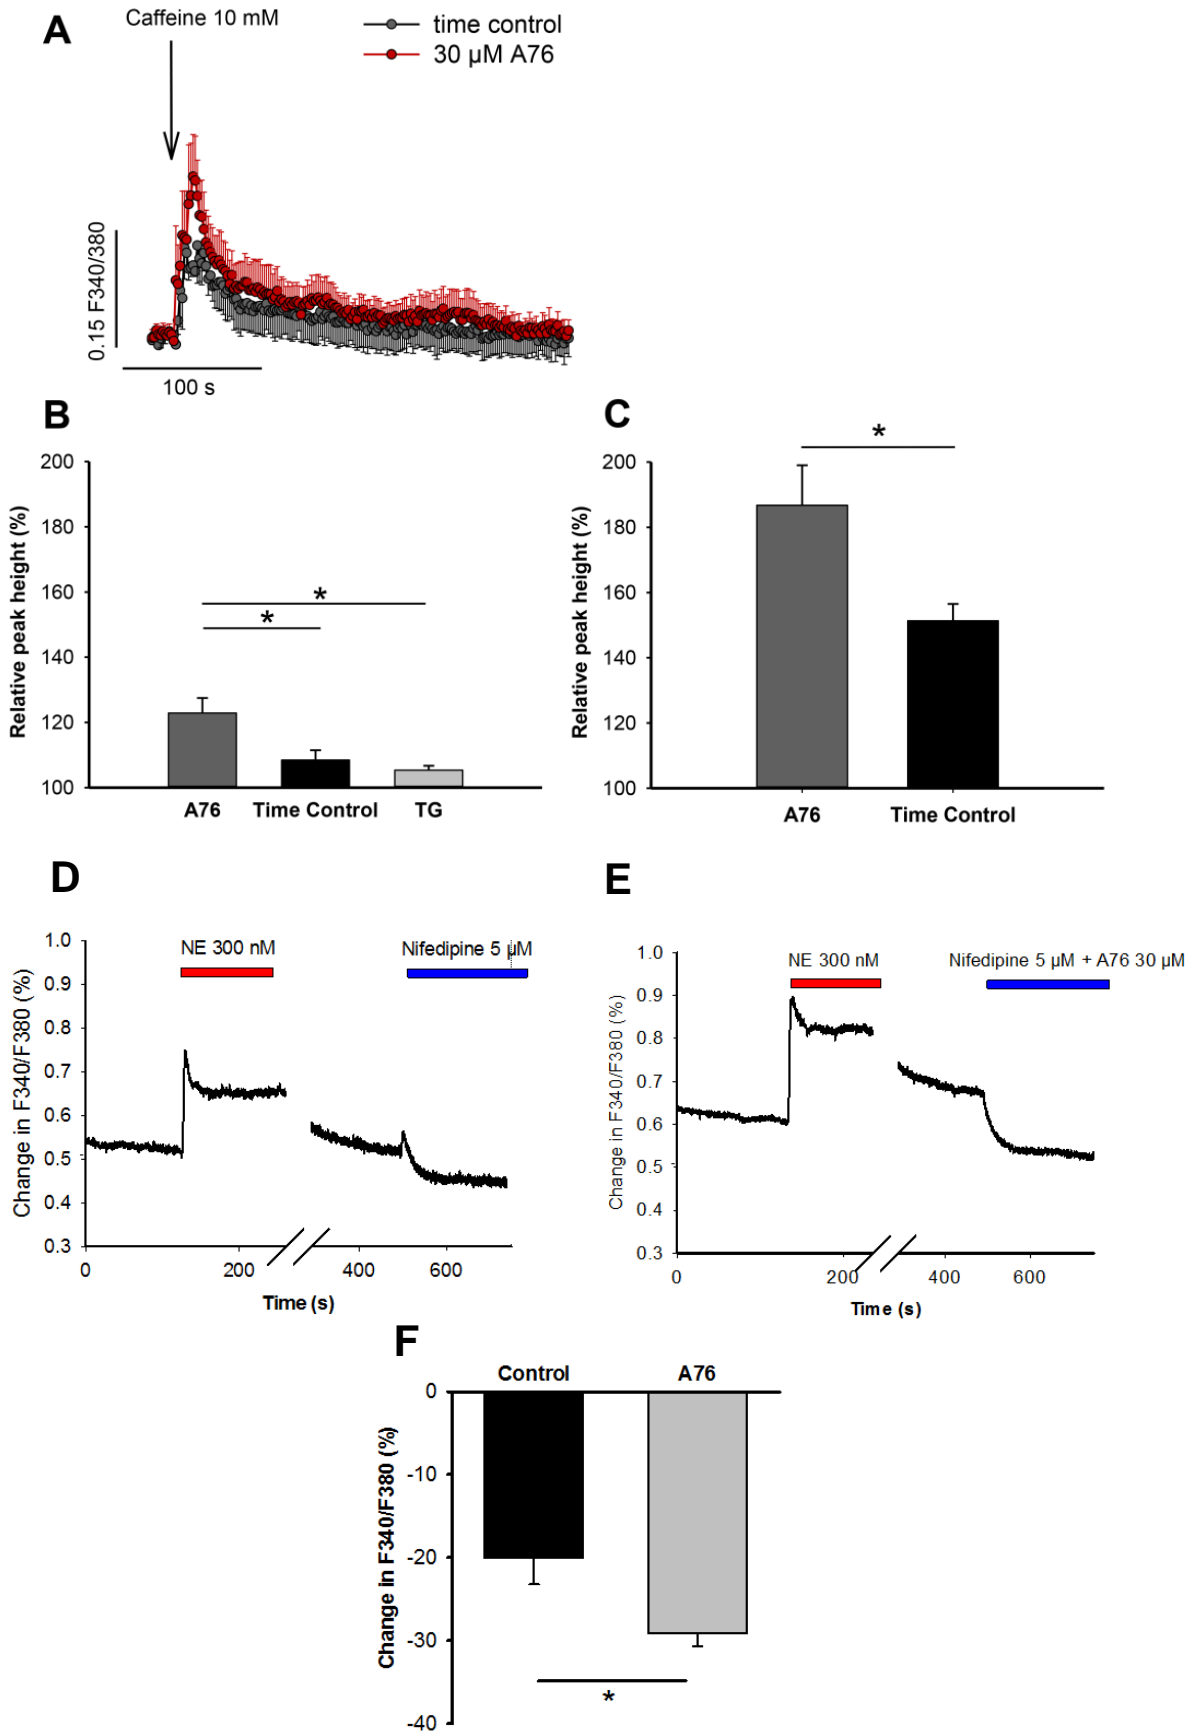 A
Caffeine 10 mM
time control
30 µM A76
0.15 F340/380
100 s
B
Relative peak height (%)
200
180
160
140
120
100
*
*
A76 Time Control TG
C
Relative peak height (%)
200
180
160
140
120
100
*
A76 Time Control
D
Change in F340/F380 (%)
1.0
0.9
0.8
0.7
0.6
0.5
0.4
0.3
NE 300 nM
Nifedipine 5 µM
0 200 400 600
Time (s)
E
Change in F340/F380 (%)
1.0
0.9
0.8
0.7
0.6
0.5
0.4
0.3
NE 300 nM
Nifedipine 5 µM + A76 30 µM
0 200 400 600
Time (s)
F
Control A76
Change in F340/F380 (%)
0
-10
-20
-30
-40
*